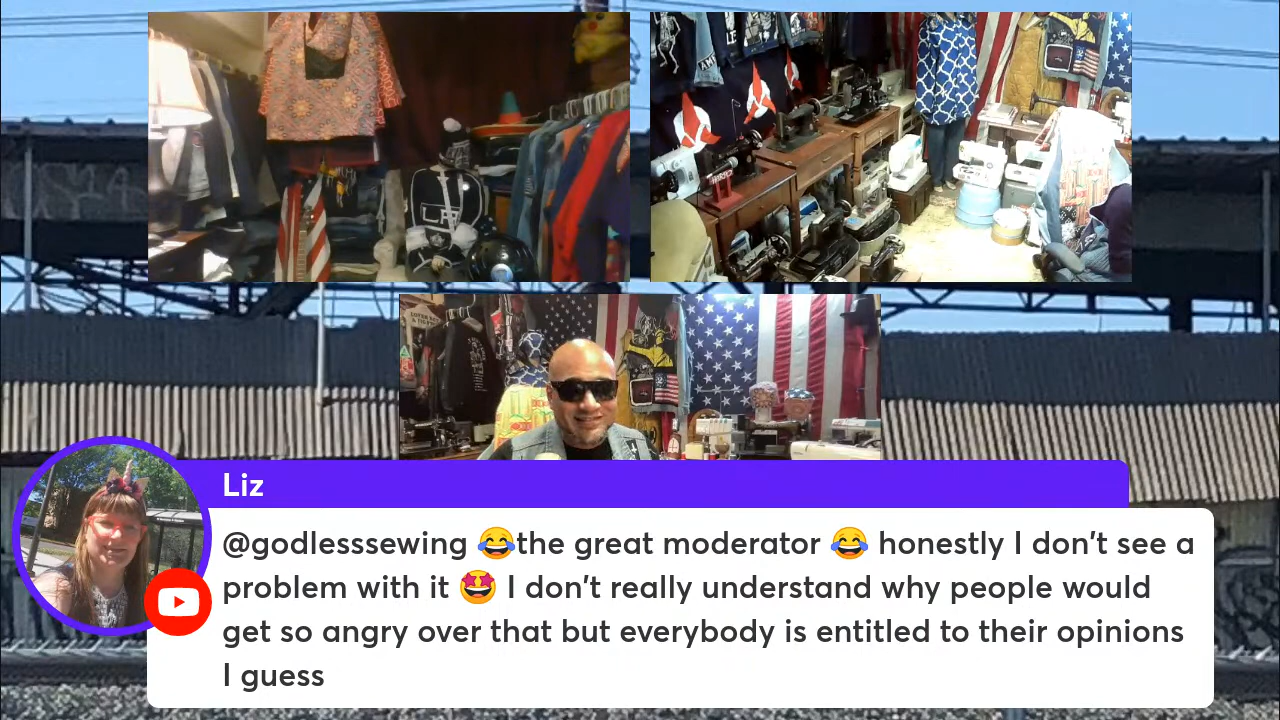 Liz
@godlesssewing 😂the great moderator 😂 honestly I don't see a
problem with it 🤩 I don't really understand why people would
get so angry over that but everybody is entitled to their opinions
I guess